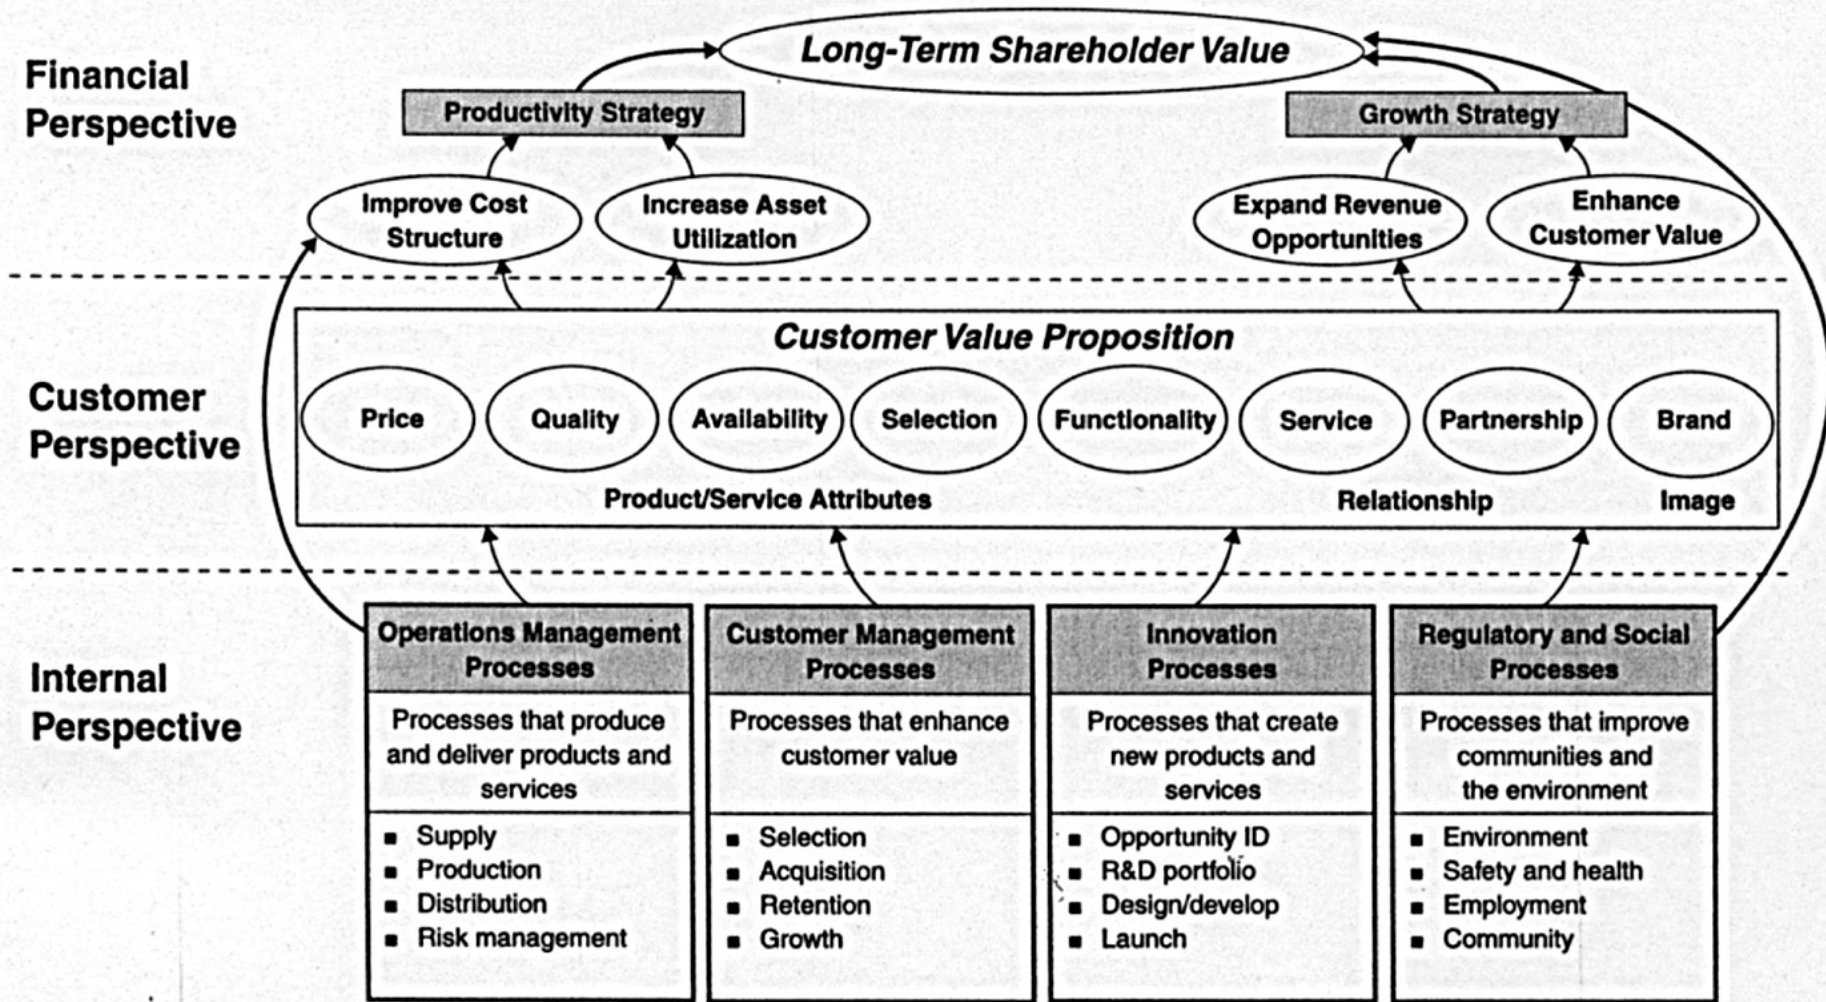 Financial
Perspective
Long-Term Shareholder Value
Productivity Strategy
Growth Strategy
Improve Cost
Structure
Increase Asset
Utilization
Expand Revenue
Opportunities
Enhance
Customer Value
Customer
Perspective
Customer Value Proposition
Price
Quality
Availability
Selection
Functionality
Service
Partnership
Brand
Product/Service Attributes
Relationship
Image
Internal
Perspective
Operations Management
Processes
Processes that produce
and deliver products and
services
▪ Supply
▪ Production
▪ Distribution
▪ Risk management
Customer Management
Processes
Processes that enhance
customer value
▪ Selection
▪ Acquisition
▪ Retention
▪ Growth
Innovation
Processes
Processes that create
new products and
services
▪ Opportunity ID
▪ R&D portfolio
▪ Design/develop
▪ Launch
Regulatory and Social
Processes
Processes that improve
communities and
the environment
▪ Environment
▪ Safety and health
▪ Employment
▪ Community